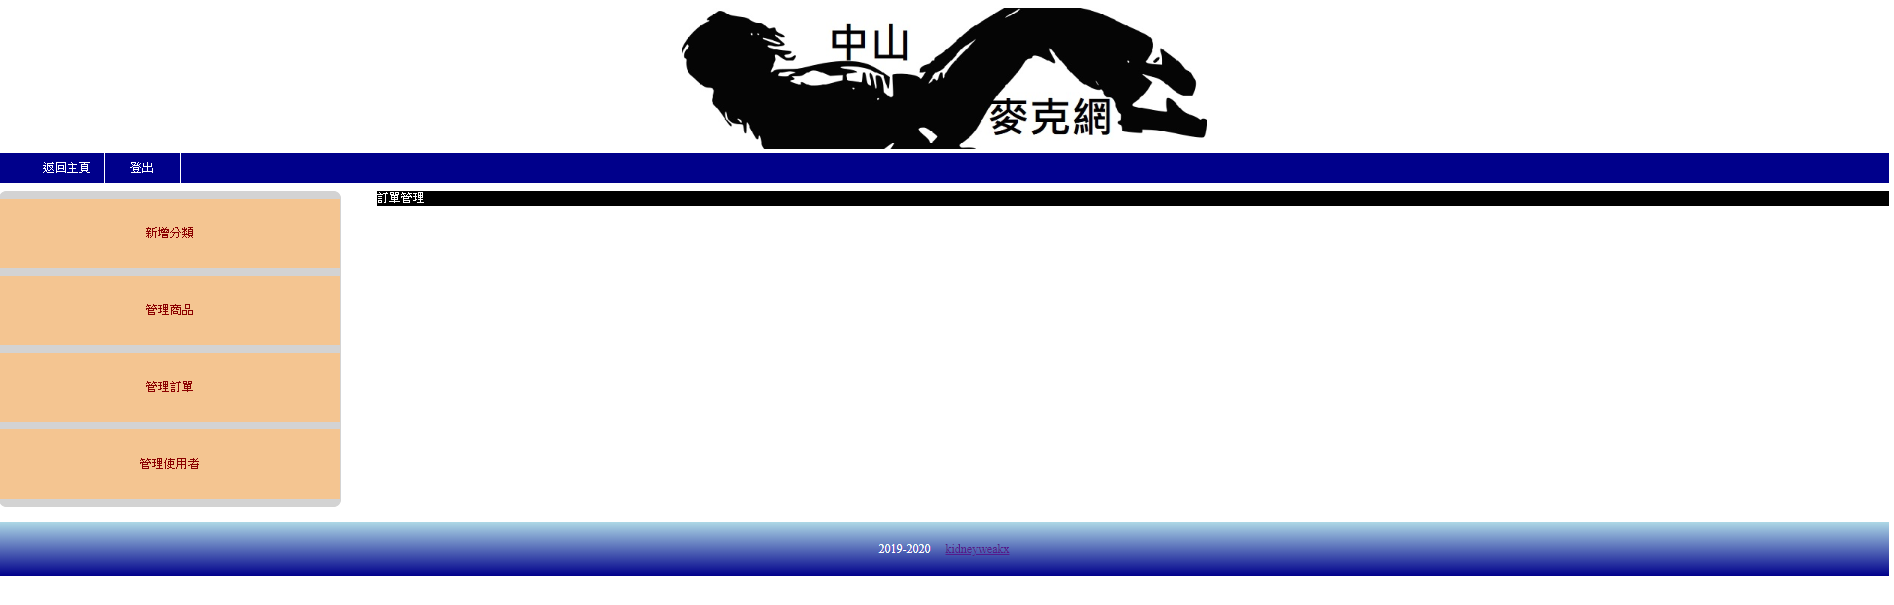 中山
麥克網
返回主頁 登出
訂單管理
新增分類
管理商品
管理訂單
管理使用者
2019-2020 kidneyweakx